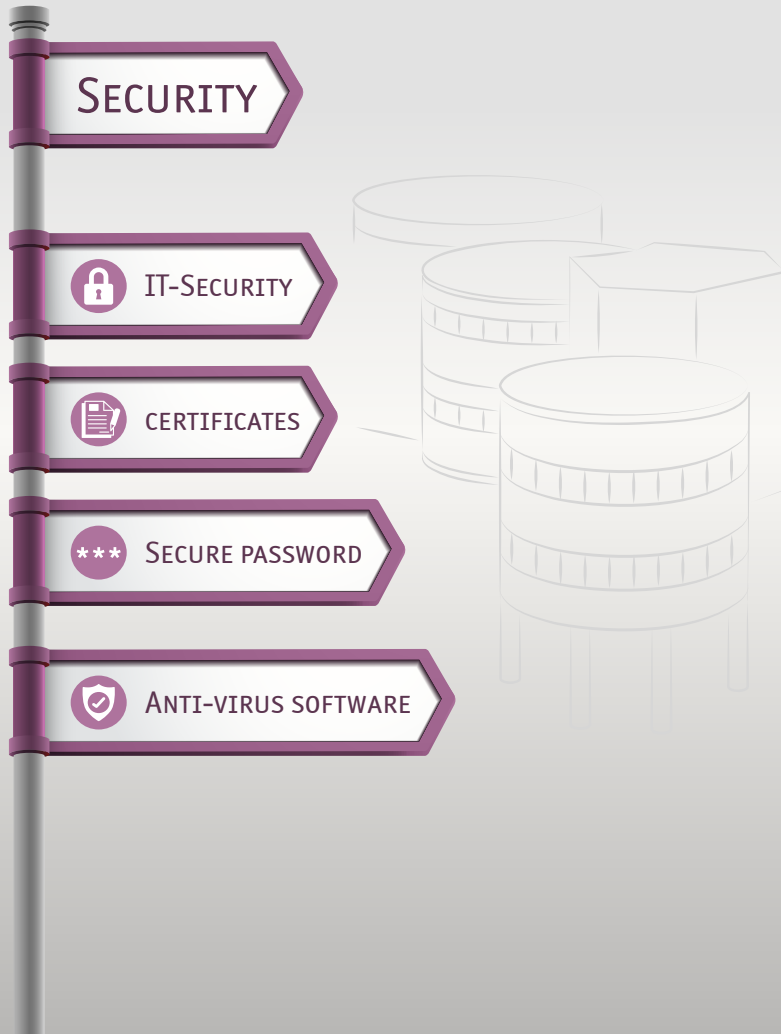 Security
IT-Security
certificates
***
Secure password
Anti-virus software